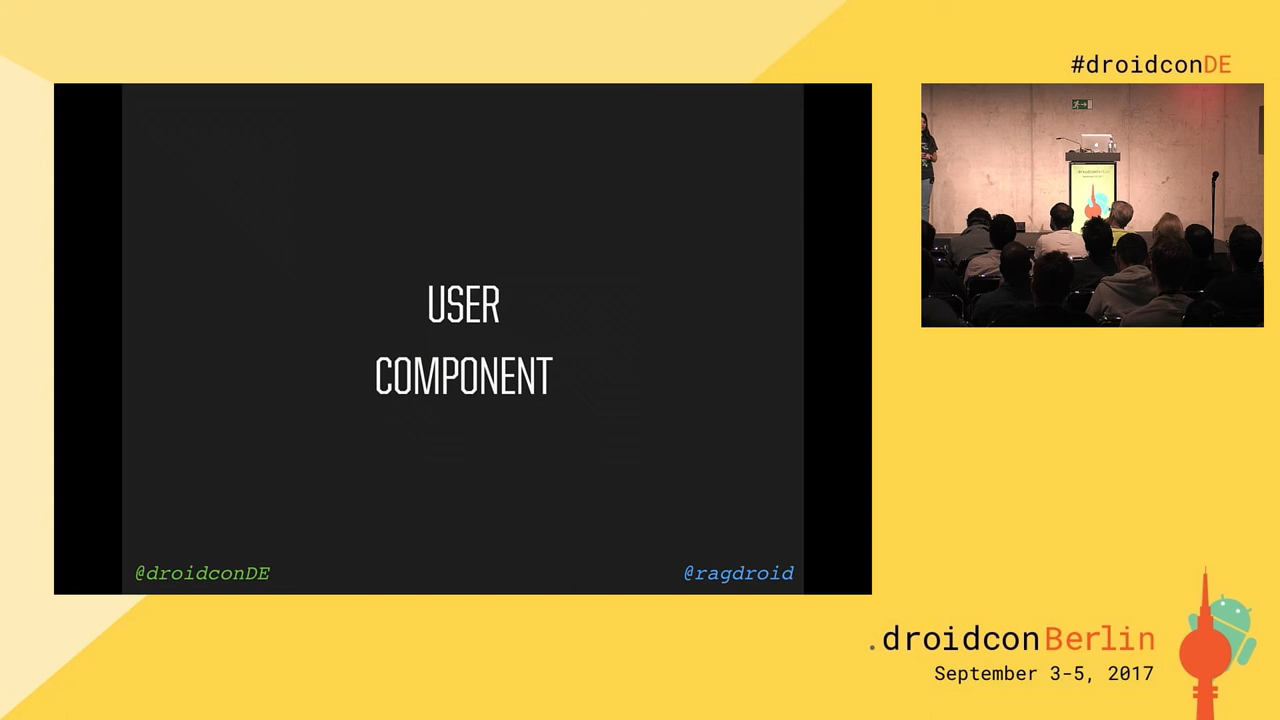 #droidconDE
USER
COMPONENT
@droidconDE
@ragdroid
.droidconBerlin
September 3-5, 2017